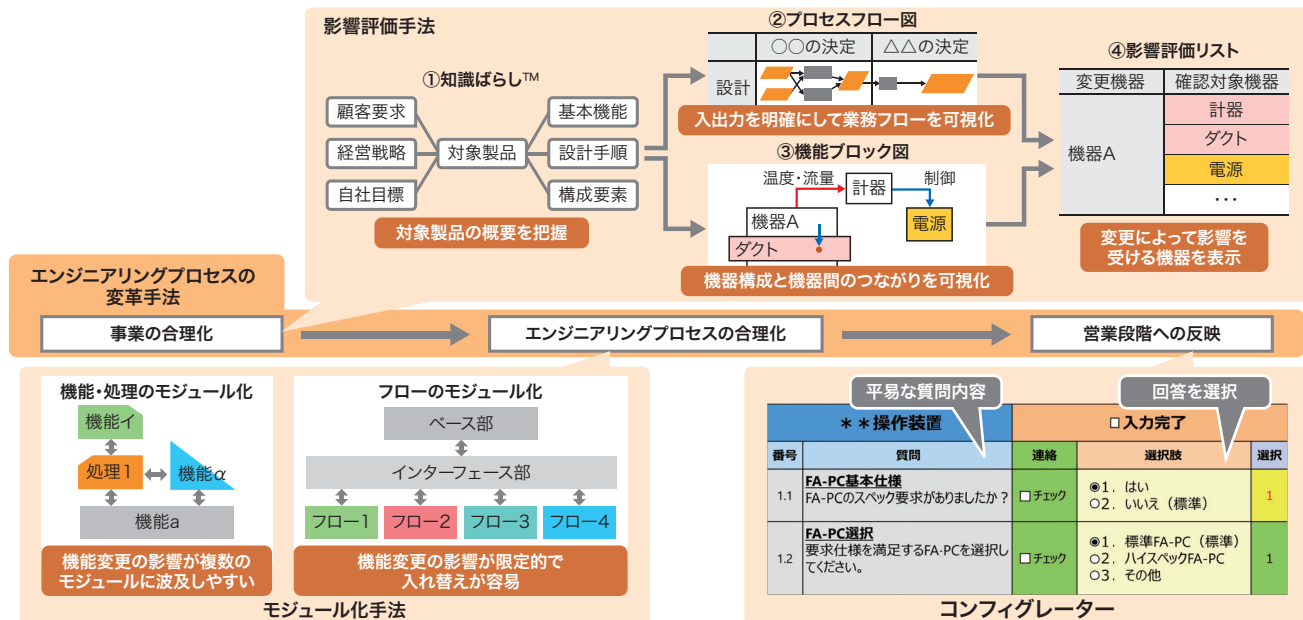 影響評価手法
①知識ばらし™
顧客要求
経営戦略
自社目標
対象製品
基本機能
設計手順
構成要素
対象製品の概要を把握
②プロセスフロー図
○○の決定
△△の決定
設計
入出力を明確にして業務フローを可視化
③機能ブロック図
温度・流量
計器
制御
機器A
電源
ダクト
機器構成と機器間のつながりを可視化
④影響評価リスト
変更機器
確認対象機器
機器A
計器
ダクト
電源
・・・
変更によって影響を
受ける機器を表示
エンジニアリングプロセスの
変革手法
事業の合理化
エンジニアリングプロセスの合理化
営業段階への反映
機能・処理のモジュール化
機能イ
処理1
機能α
機能a
機能変更の影響が複数の
モジュールに波及しやすい
フローのモジュール化
ベース部
インターフェース部
フロー1
フロー2
フロー3
フロー4
機能変更の影響が限定的で
入れ替えが容易
モジュール化手法
平易な質問内容
回答を選択
＊＊操作装置
□入力完了
番号
質問
連絡
選択肢
選択
1.1
FA-PC基本仕様
FA-PCのスペック要求がありましたか？
□チェック
◉1. はい
○2. いいえ（標準）
1
1.2
FA-PC選択
要求仕様を満足するFA-PCを選択し
てください。
□チェック
◉1. 標準FA-PC（標準）
○2. ハイスペックFA-PC
○3. その他
1
コンフィグレーター